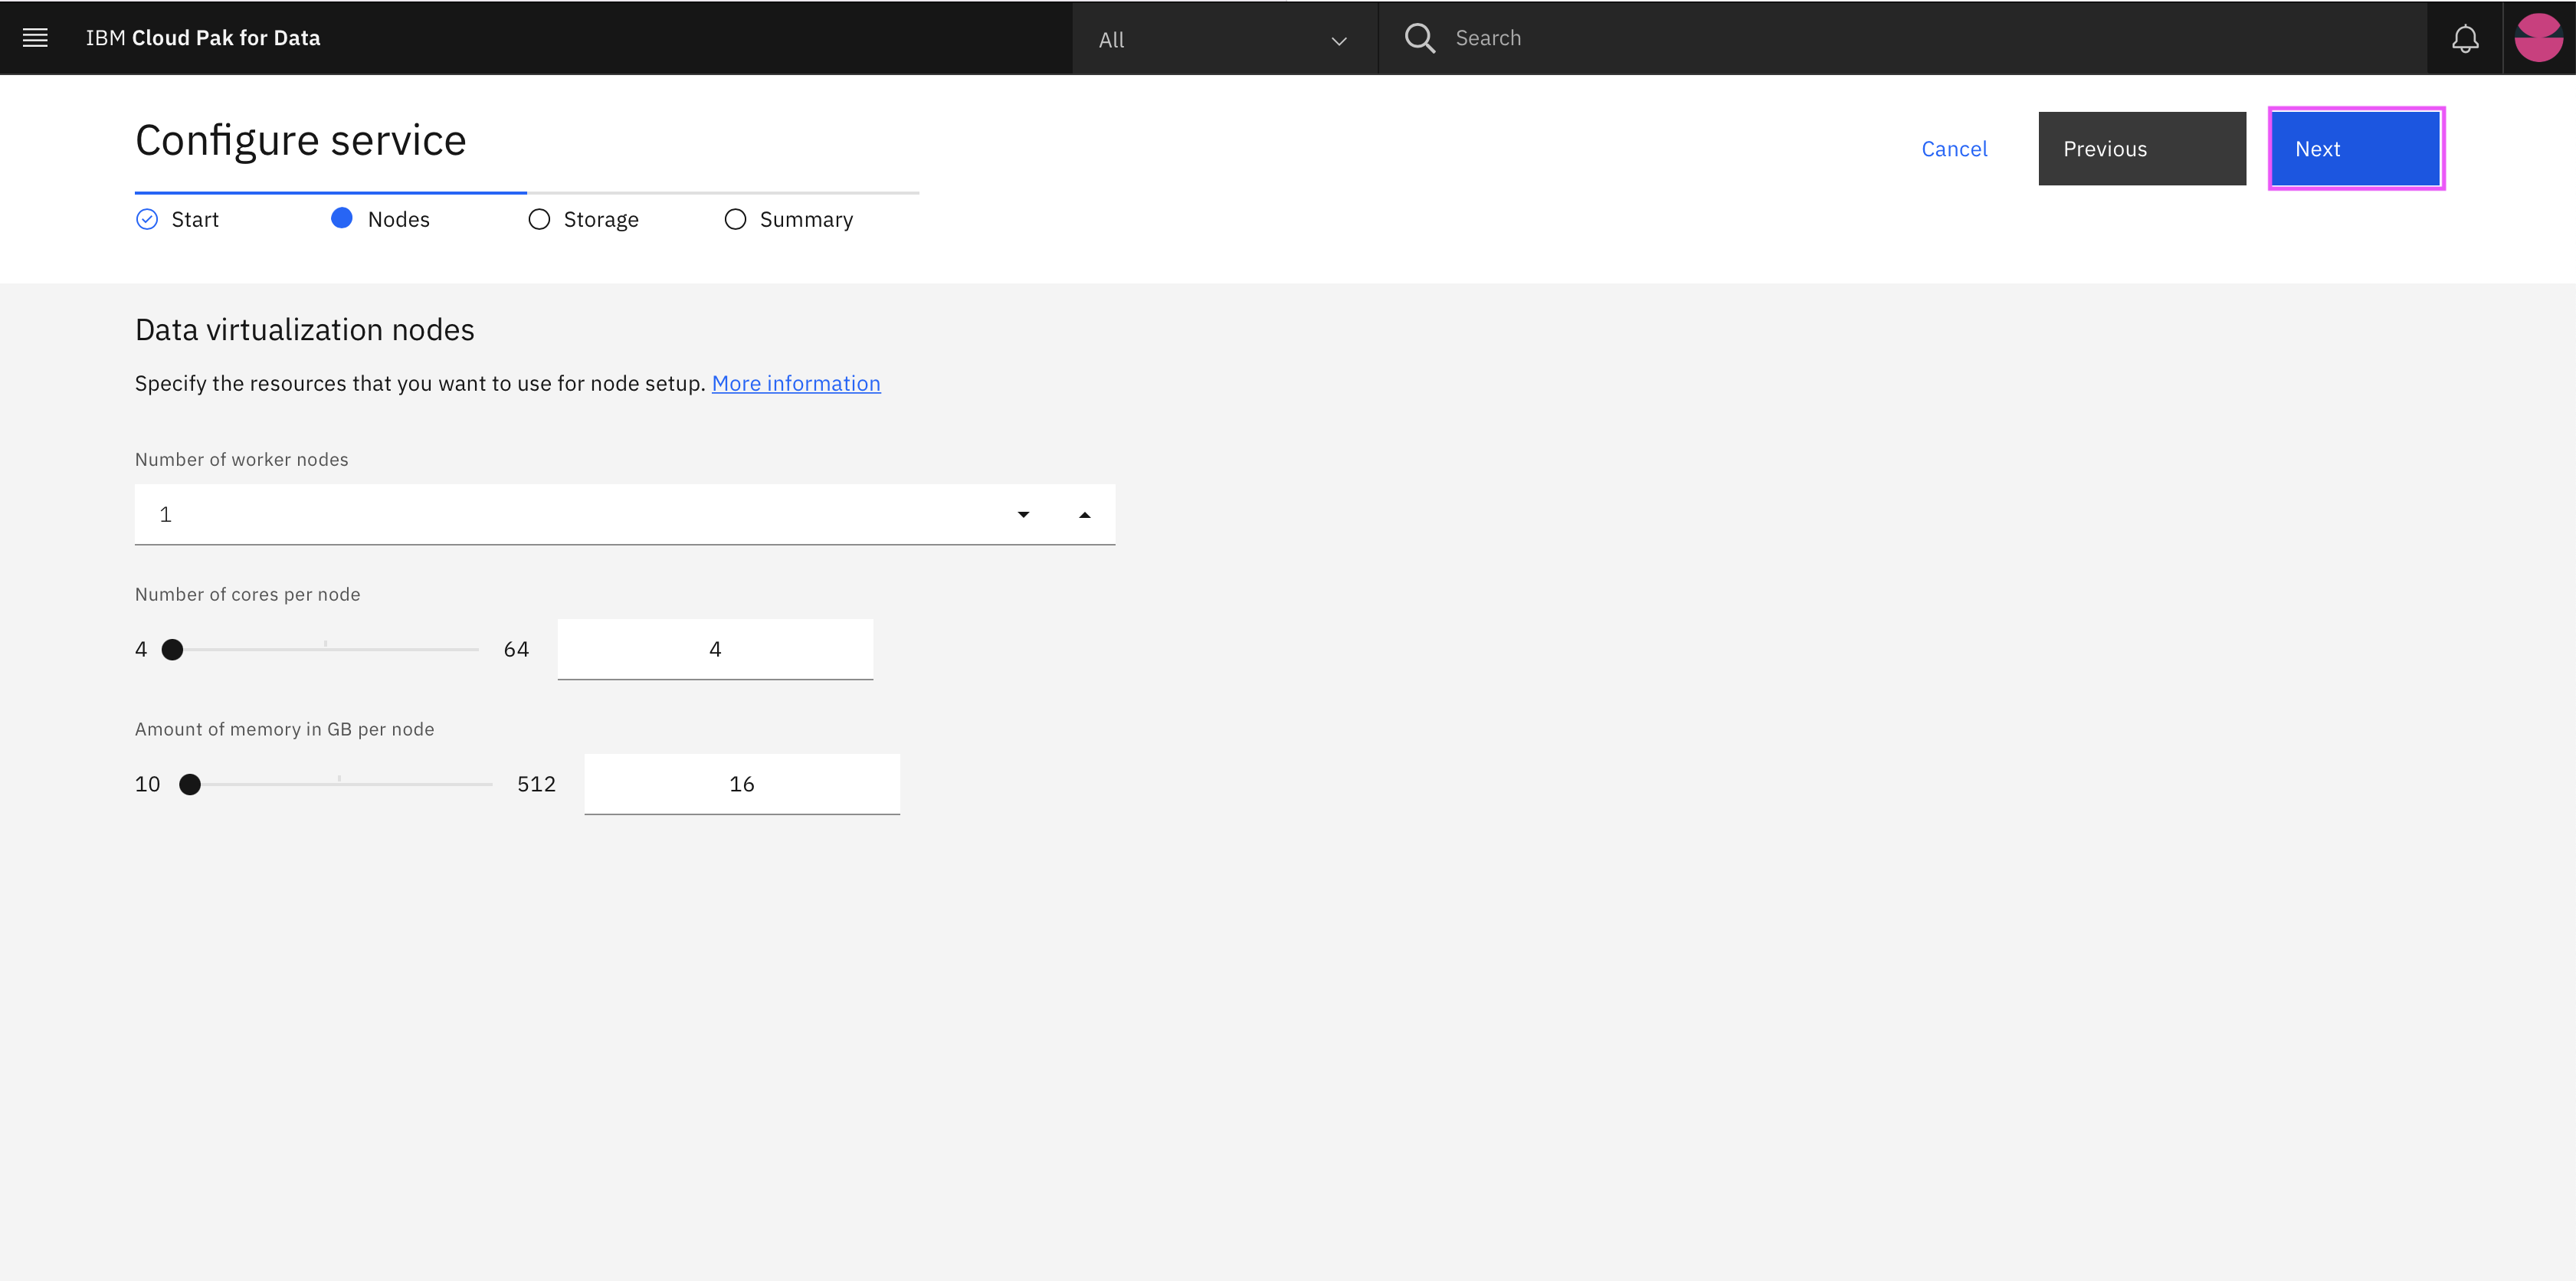 IBM Cloud Pak for Data
All
Search
Configure service
Cancel
Previous
Next
Start
Nodes
Storage
Summary
Data virtualization nodes
Specify the resources that you want to use for node setup. More information
Number of worker nodes
1
Number of cores per node
4 64 4
Amount of memory in GB per node
10 512 16